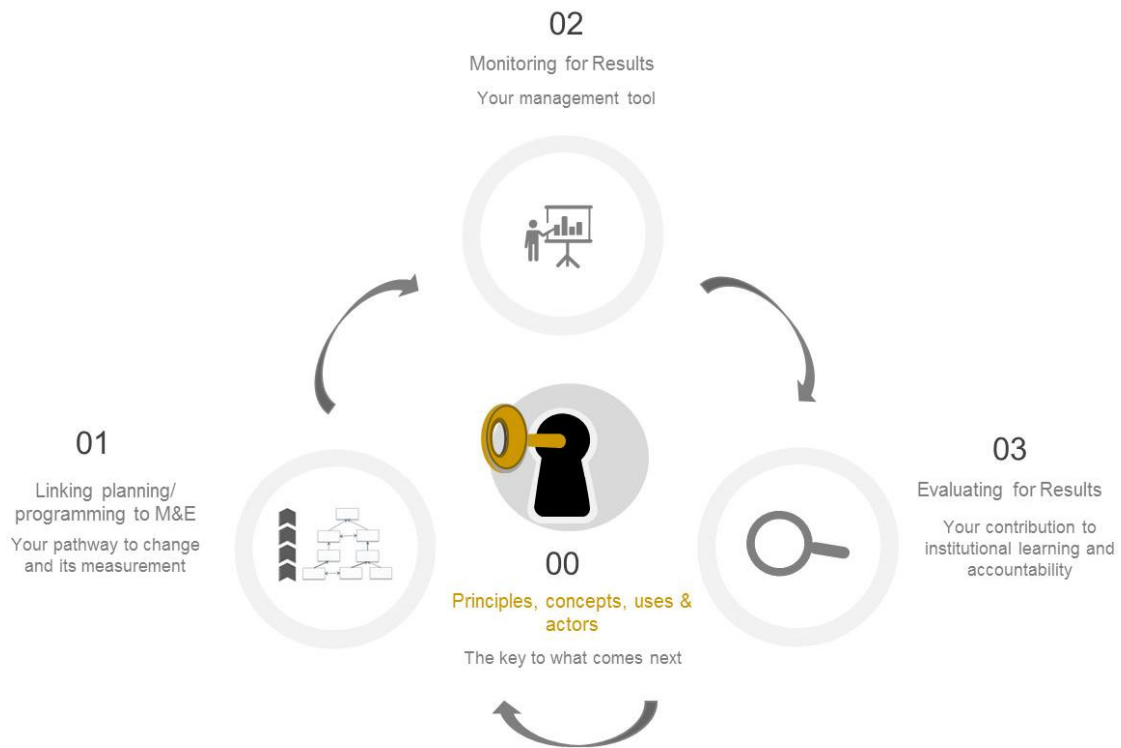 02
Monitoring for Results
Your management tool
01
Linking planning/
programming to M&E
Your pathway to change
and its measurement
03
Evaluating for Results
Your contribution to
institutional learning and
accountability
00
Principles, concepts, uses &
actors
The key to what comes next